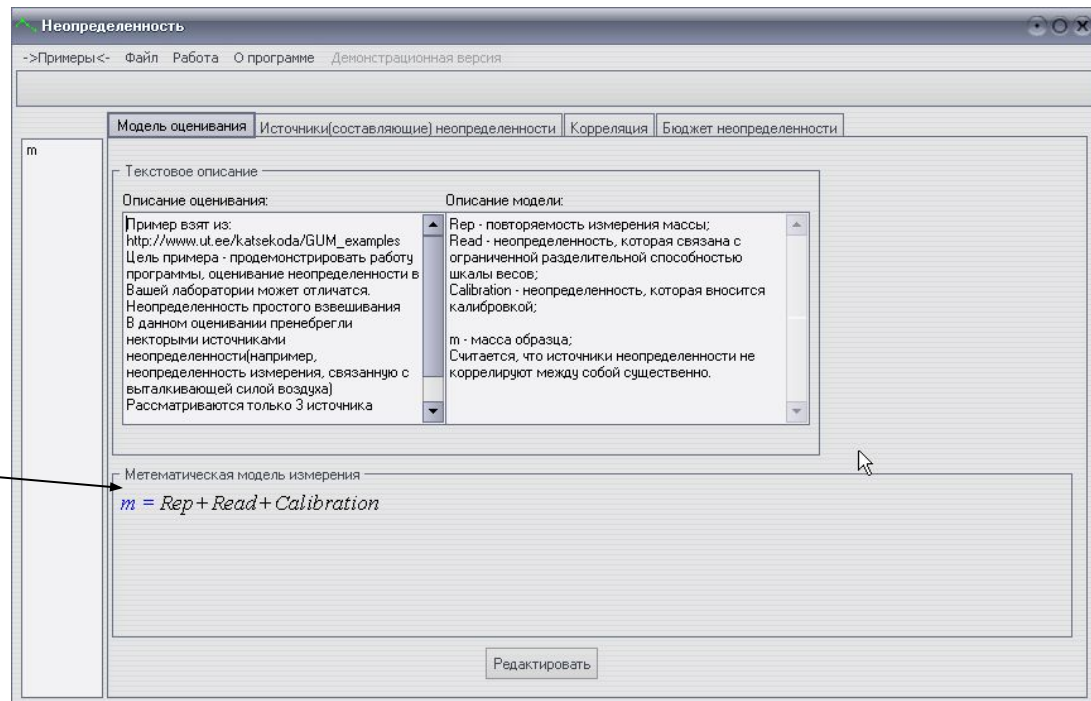 Неопределенность
->Примеры<- Файл Работа О программе Демонстрационная версия
Модель оценивания Источники(составляющие) неопределенности Корреляция Бюджет неопределенности
m
Текстовое описание
Описание оценивания:
Пример взят из:
http://www.ut.ee/katsekoda/GUM_examples
Цель примера - продемонстрировать работу
программы, оценивание неопределенности в
Вашей лаборатории может отличатся.
Неопределенность простого взвешивания
В данном оценивании пренебрегли
некторыми источниками
неопределенности(например,
неопределенность измерения, связанную с
выталкивающей силой воздуха)
Рассматриваются только 3 источника
Описание модели:
Rep - повторяемость измерения массы;
Read - неопределенность, которая связана с
ограниченной разделительной способностью
шкалы весов;
Calibration - неопределенность, которая вносится
калибровкой;
m - масса образца;
Считается, что источники неопределенности не
коррелируют между собой существенно.
Метематическая модель измерения
m = Rep + Read + Calibration
Редактировать